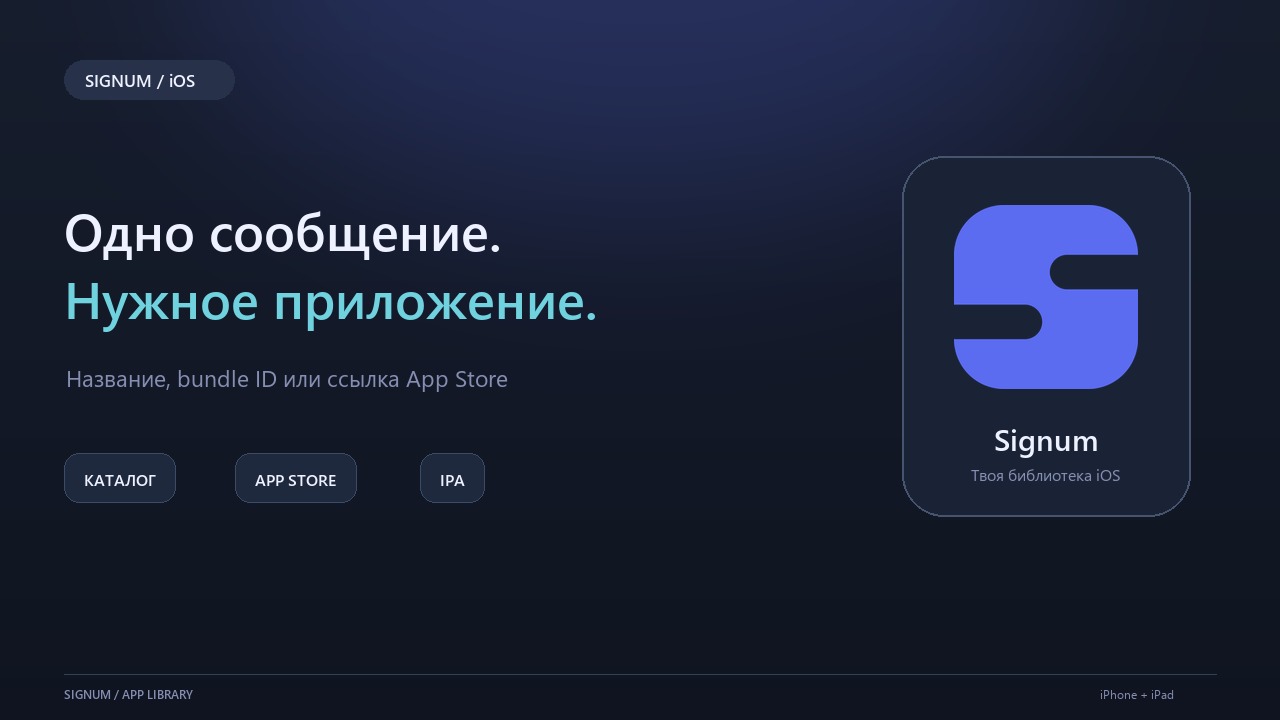 SIGNUM / iOS
Одно сообщение.
Нужное приложение.
Название, bundle ID или ссылка App Store
КАТАЛОГ
APP STORE
IPA
Signum
Твоя библиотека iOS
SIGNUM / APP LIBRARY
iPhone + iPad